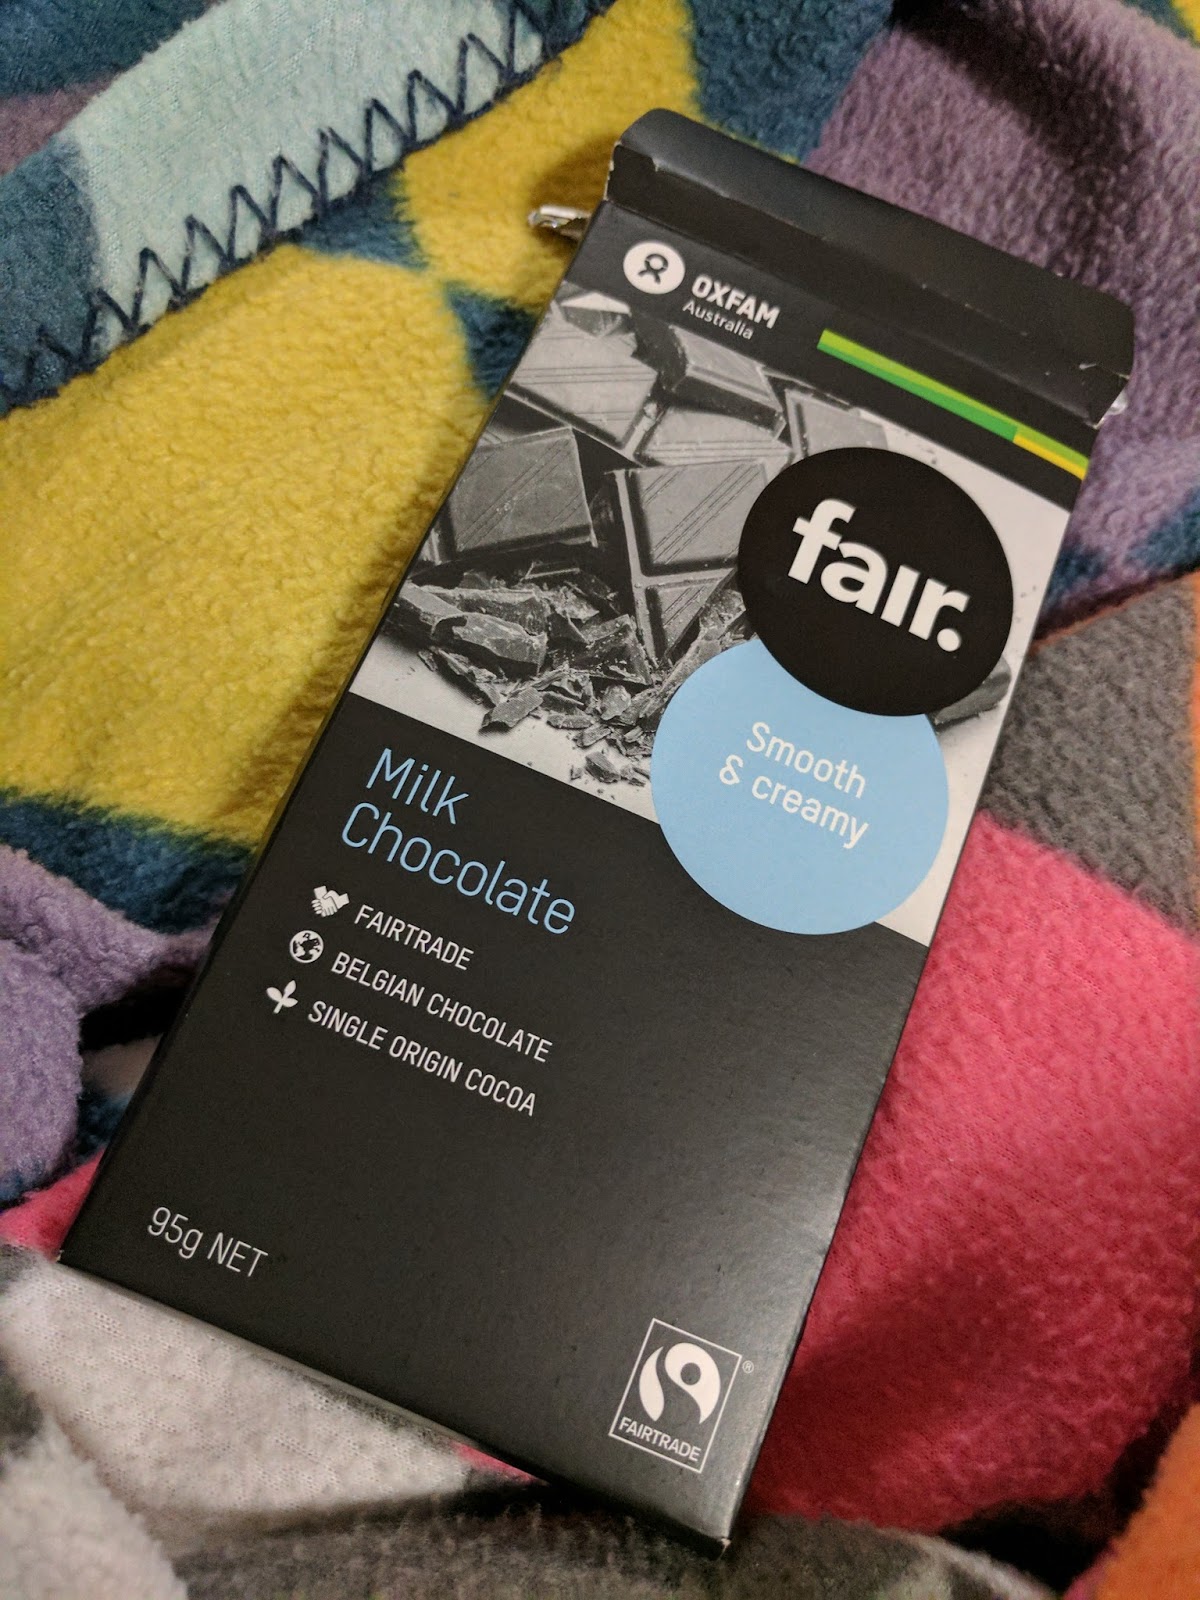 OXFAM
Australia
fair.
Smooth
& creamy
Milk
Chocolate
FAIRTRADE
BELGIAN CHOCOLATE
SINGLE ORIGIN COCOA
95g NET
FAIRTRADE
®